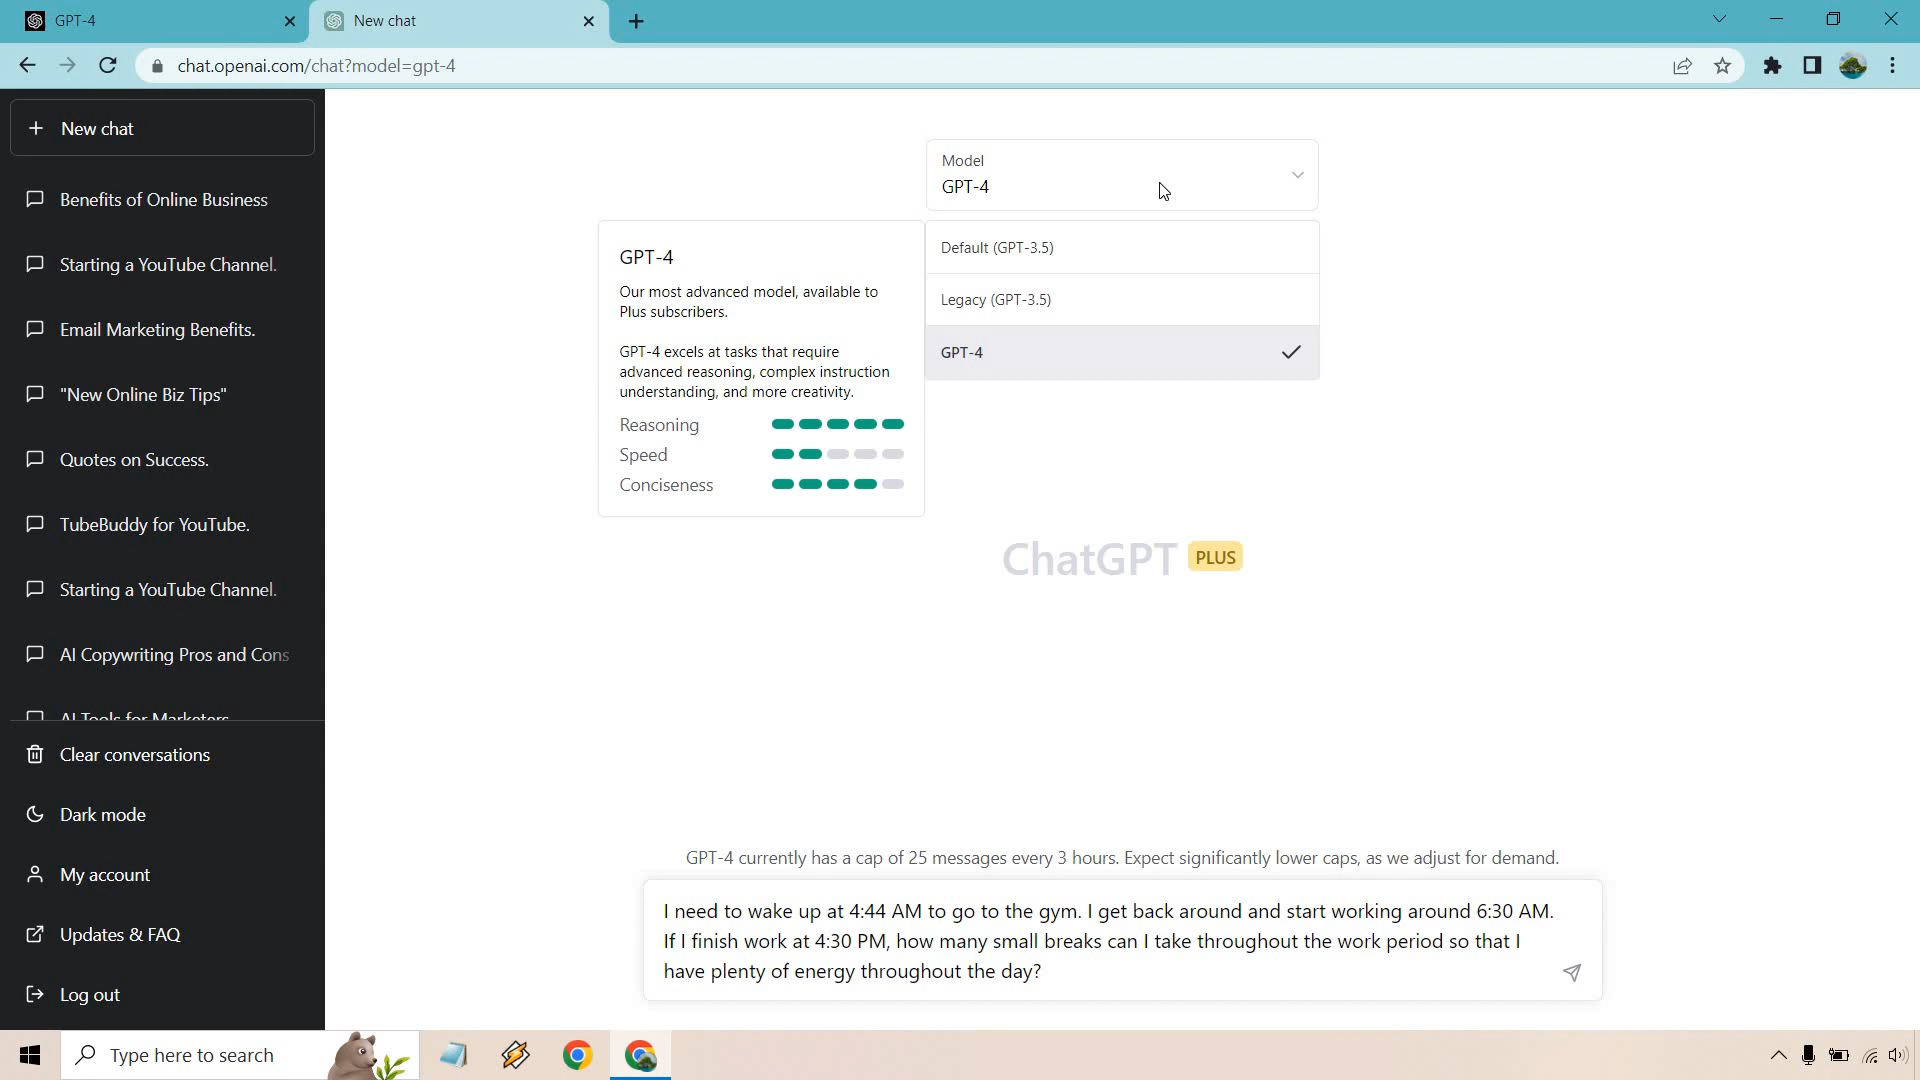 GPT-4
New chat
chat.openai.com/chat?model=gpt-4
New chat
Benefits of Online Business
Starting a YouTube Channel.
Email Marketing Benefits.
"New Online Biz Tips"
Quotes on Success.
TubeBuddy for YouTube.
Starting a YouTube Channel.
AI Copywriting Pros and Cons
AI Tools for Marketers
Clear conversations
Dark mode
My account
Updates & FAQ
Log out
Model
GPT-4
Default (GPT-3.5)
Legacy (GPT-3.5)
GPT-4
GPT-4
Our most advanced model, available to
Plus subscribers.
GPT-4 excels at tasks that require
advanced reasoning, complex instruction
understanding, and more creativity.
Reasoning
Speed
Conciseness
ChatGPT PLUS
GPT-4 currently has a cap of 25 messages every 3 hours. Expect significantly lower caps, as we adjust for demand.
I need to wake up at 4:44 AM to go to the gym. I get back around and start working around 6:30 AM.
If I finish work at 4:30 PM, how many small breaks can I take throughout the work period so that I
have plenty of energy throughout the day?
Type here to search